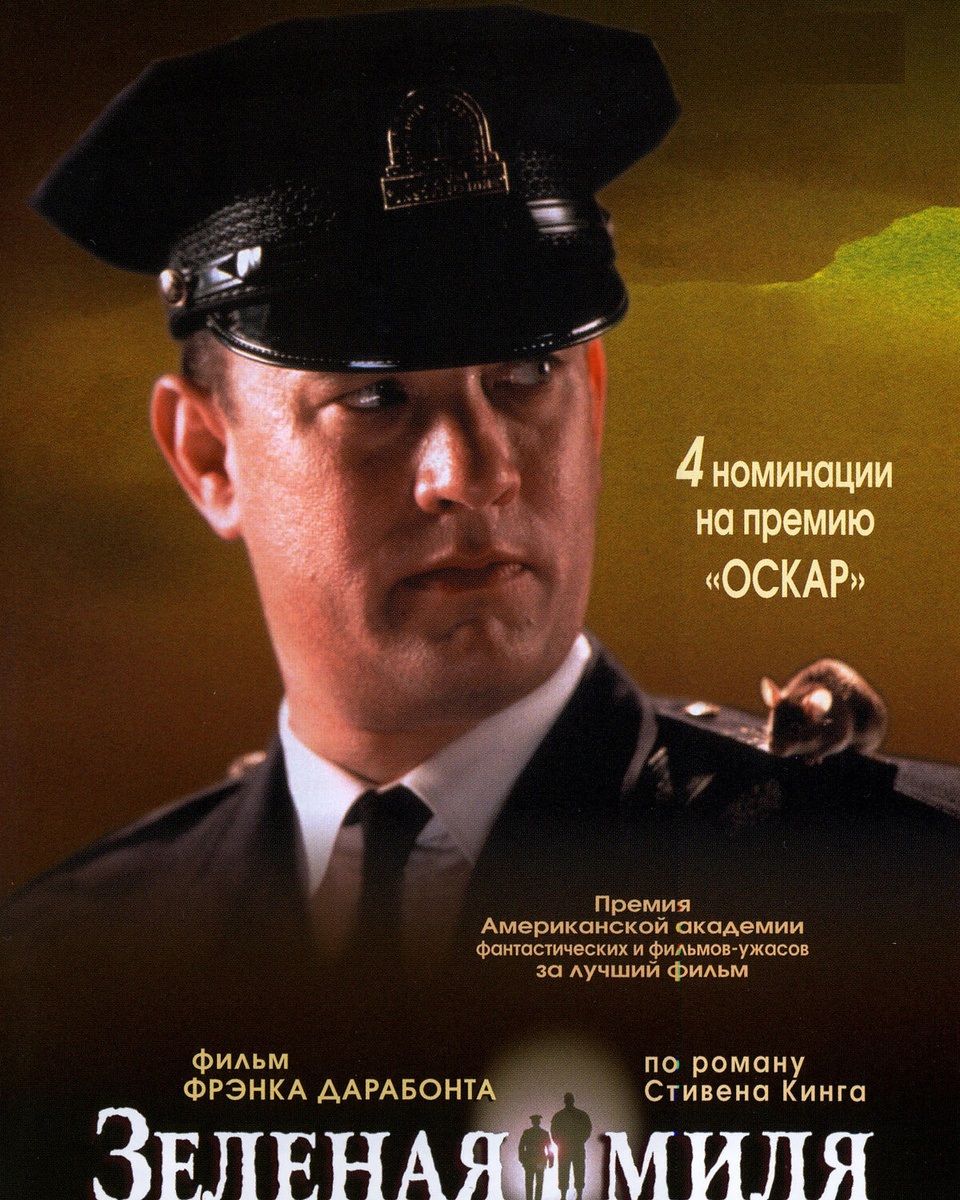 4 номинации
на премию
«ОСКАР»
Премия
Американской академии
фантастических и фильмов-ужасов
за лучший фильм
фильм
ФРЭНКА ДАРАБОНТА
по роману
Стивена Кинга
ЗЕЛЕНАЯ МИЛЯ